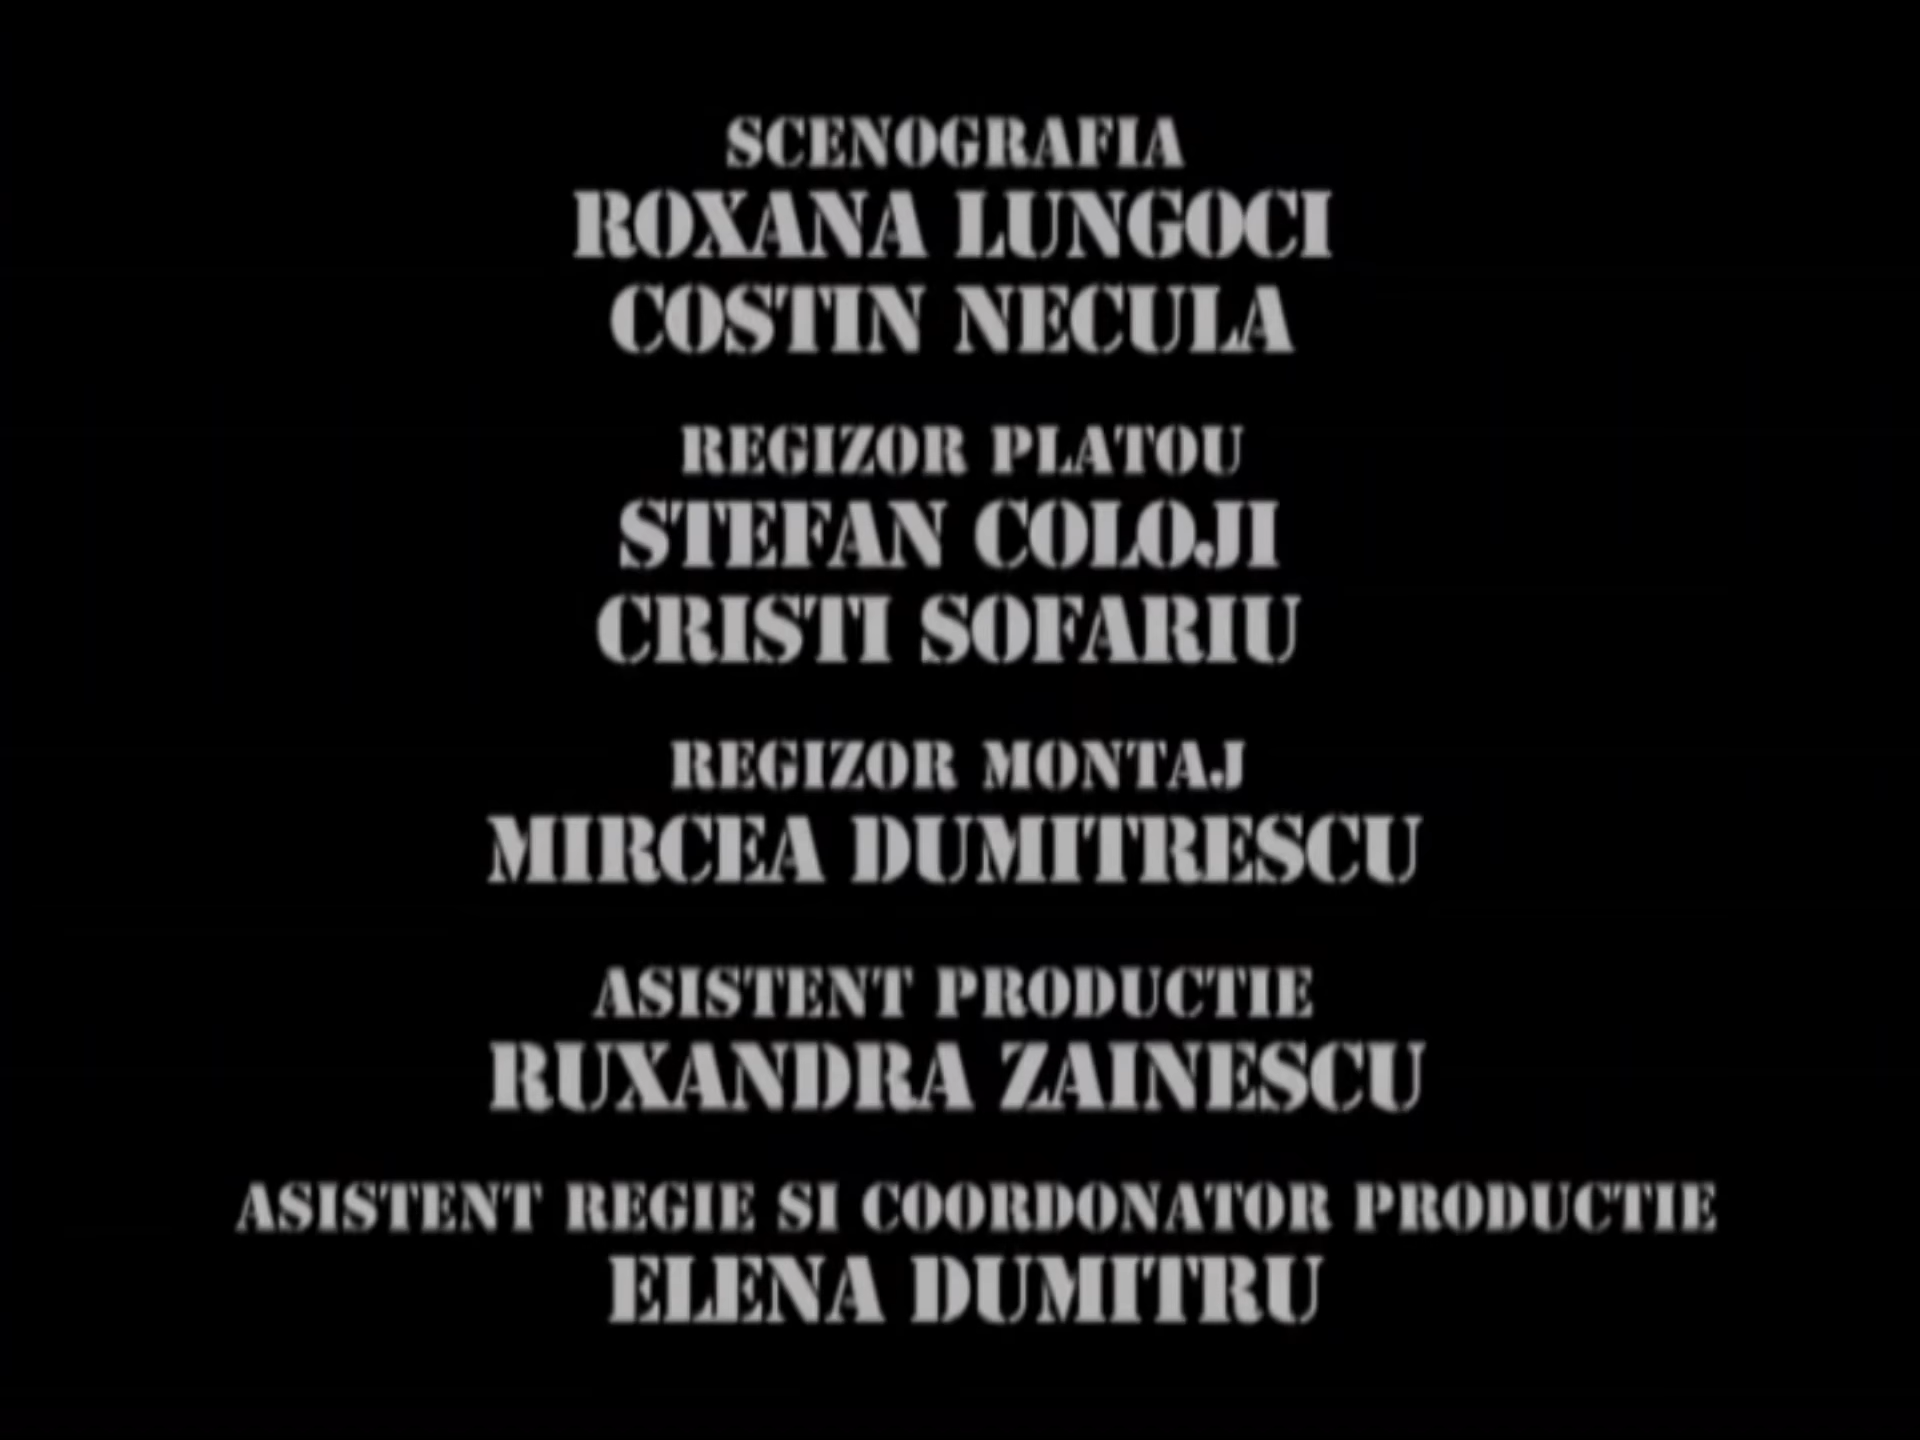 SCENOGRAFIA
ROXANA LUNGOCI
COSTIN NECULA
REGIZOR PLATOU
STEFAN COLOJI
CRISTI SOFARIU
REGIZOR MONTAJ
MIRCEA DUMITRESCU
ASISTENT PRODUCTIE
RUXANDRA ZAINESCU
ASISTENT REGIE SI COORDONATOR PRODUCTIE
ELENA DUMITRU